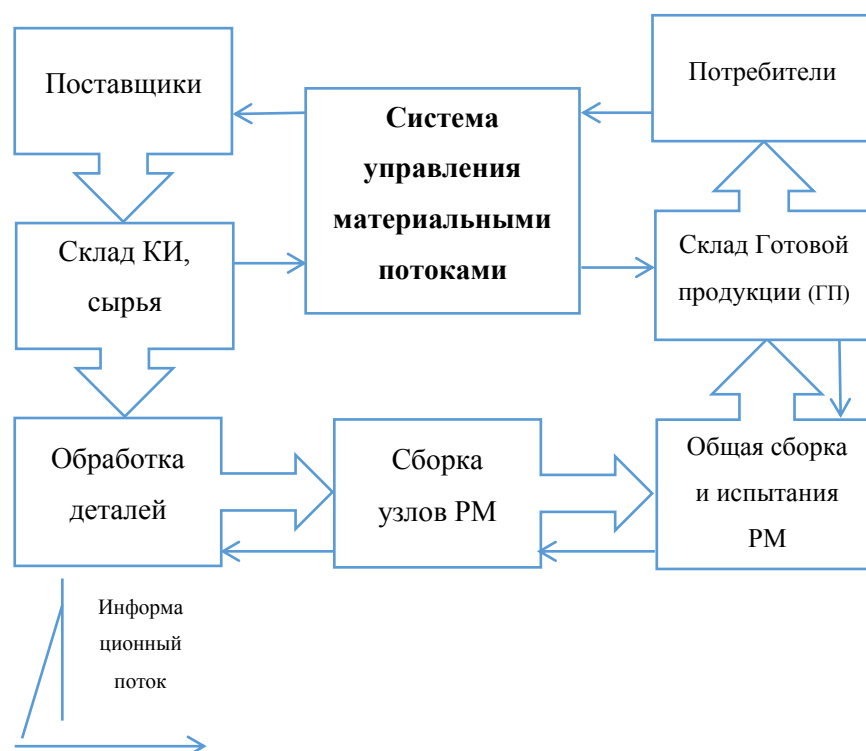 Поставщики
Система
управления
материальными
потоками
Потребители
Склад КИ,
сырья
Склад Готовой
продукции (ГП)
Обработка
деталей
Сборка
узлов РМ
Общая сборка
и испытания
РМ
Информа
ционный
поток